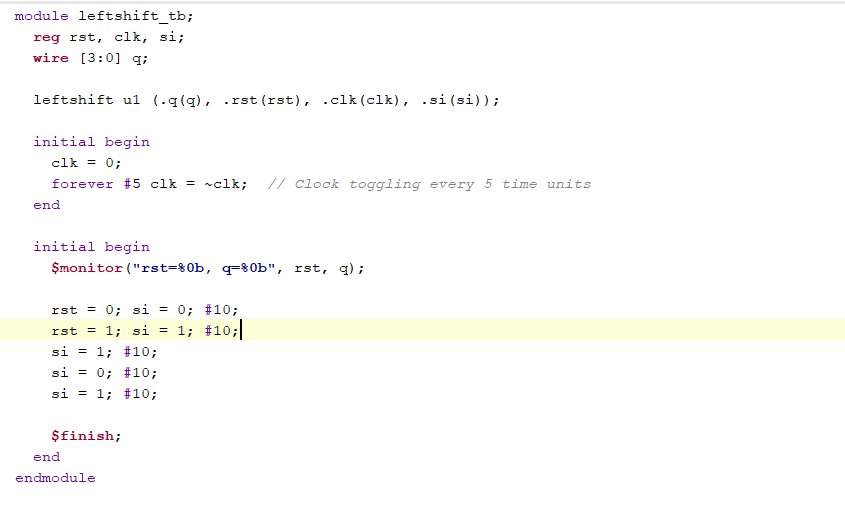 module leftshift_tb;
reg rst, clk, si;
wire [3:0] q;
leftshift u1 (.q(q), .rst(rst), .clk(clk), .si(si));
initial begin
clk = 0;
forever #5 clk = ~clk;  // Clock toggling every 5 time units
end
initial begin
$monitor("rst=%0b, q=%0b", rst, q);
rst = 0; si = 0; #10;
rst = 1; si = 1; #10;
si = 1; #10;
si = 0; #10;
si = 1; #10;
$finish;
end
endmodule